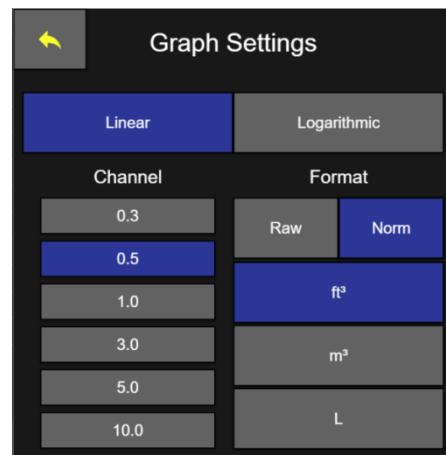 Graph Settings
Linear
Logarithmic
Channel
Format
0.3
0.5
1.0
3.0
5.0
10.0
Raw
Norm
ft³
m³
L